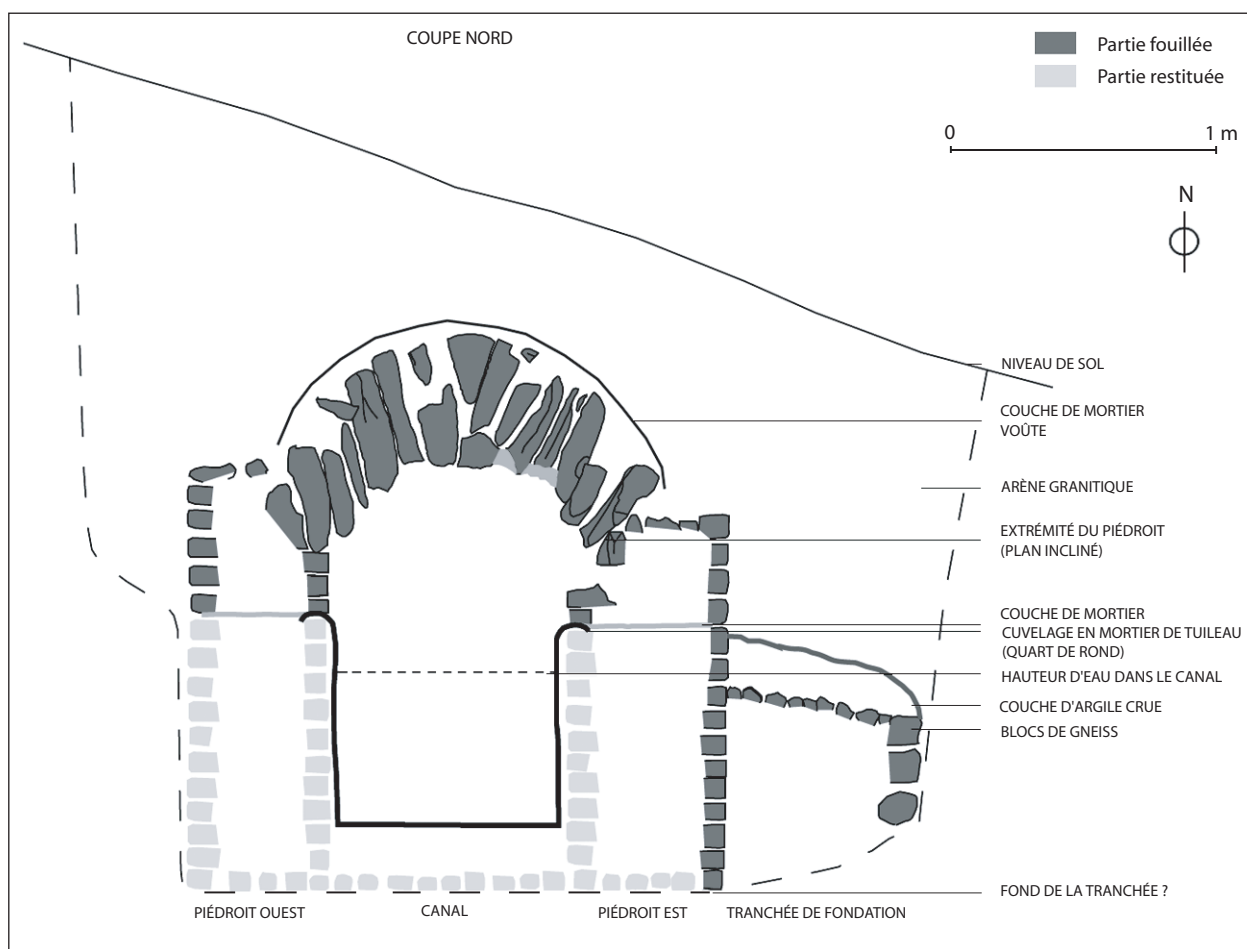 COUPE NORD
Partie fouillée
Partie restituée
0 1 m
N
NIVEAU DE SOL
COUCHE DE MORTIER
VOÛTE
ARÈNE GRANITIQUE
EXTRÉMITÉ DU PIÉDROIT
(PLAN INCLINÉ)
COUCHE DE MORTIER
CUVELAGE EN MORTIER DE TUILEAU
(QUART DE ROND)
HAUTEUR D'EAU DANS LE CANAL
COUCHE D'ARGILE CRUE
BLOCS DE GNEISS
FOND DE LA TRANCHÉE ?
PIÉDROIT OUEST CANAL PIÉDROIT EST TRANCHÉE DE FONDATION